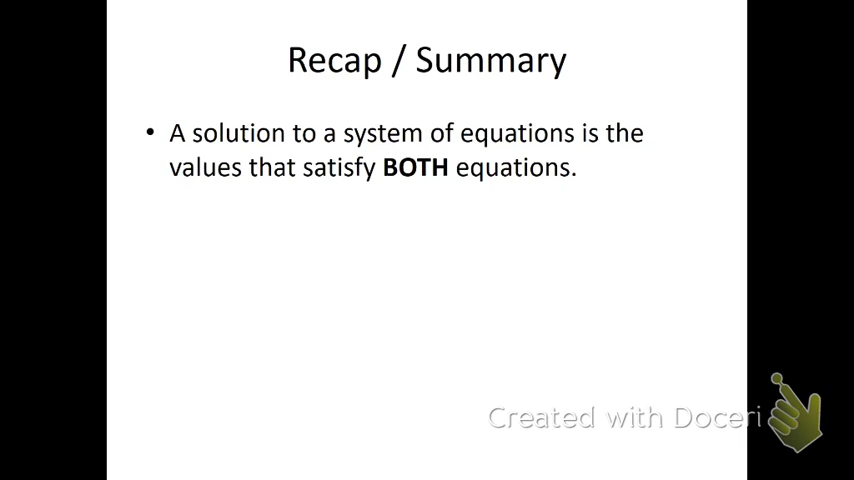 Recap / Summary
• A solution to a system of equations is the
values that satisfy BOTH equations.
Created with Doceri